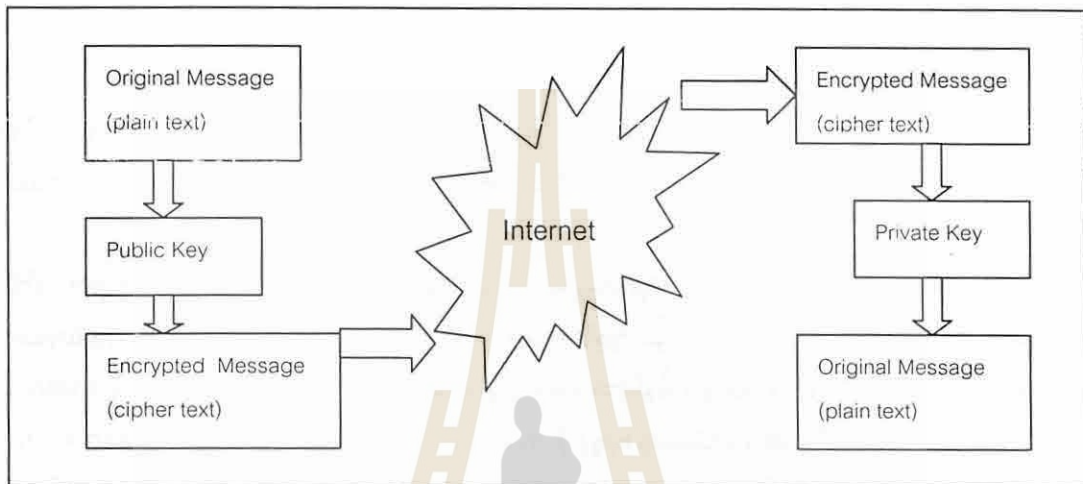 Original Message
(plain text)
Public Key
Encrypted Message
(cipher text)
Internet
Encrypted Message
(cipher text)
Private Key
Original Message
(plain text)